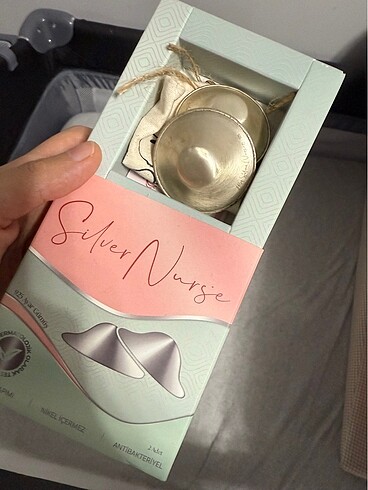 Silver Nurse
925 Ayar Gümüş
NİKEL İÇERMEZ
2 Adet
ANTİBAKTERİYEL